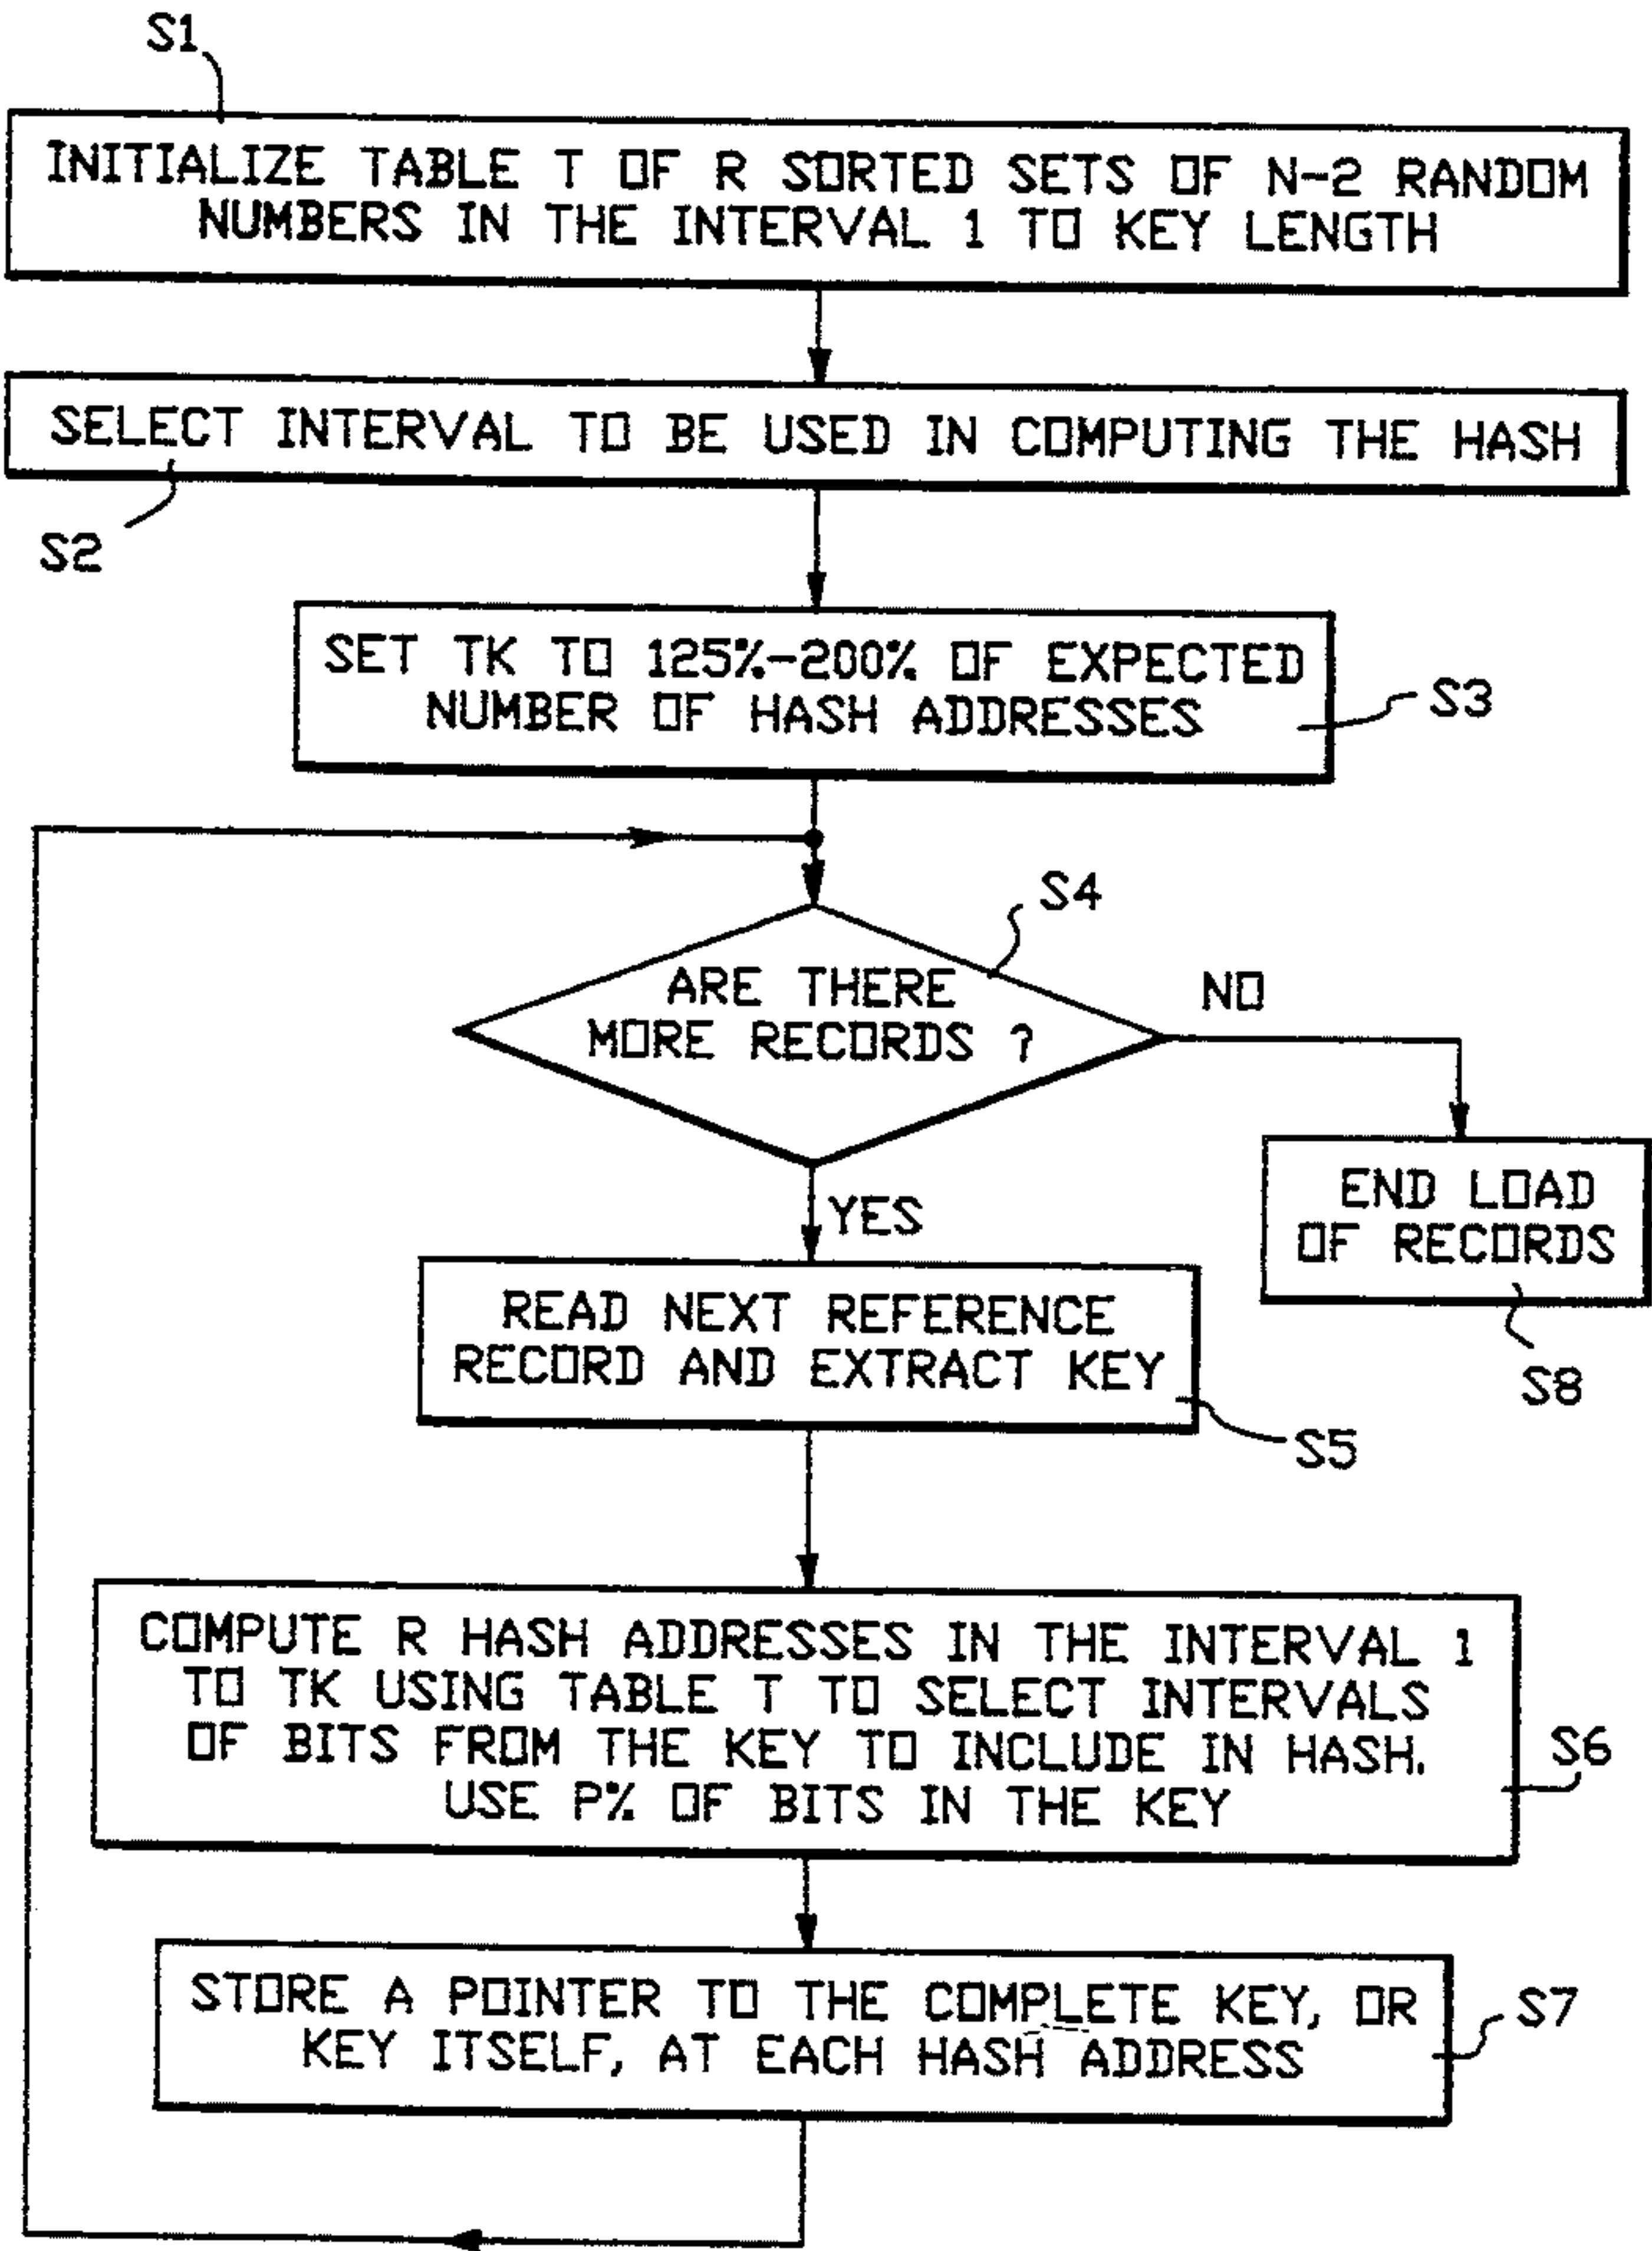 S1
INITIALIZE TABLE T OF R SORTED SETS OF N-2 RANDOM
NUMBERS IN THE INTERVAL 1 TO KEY LENGTH
SELECT INTERVAL TO BE USED IN COMPUTING THE HASH
S2
SET TK TO 125%-200% OF EXPECTED
NUMBER OF HASH ADDRESSES
S3
S4
ARE THERE
MORE RECORDS ?
NO
YES
END LOAD
OF RECORDS
S8
READ NEXT REFERENCE
RECORD AND EXTRACT KEY
S5
COMPUTE R HASH ADDRESSES IN THE INTERVAL 1
TO TK USING TABLE T TO SELECT INTERVALS
OF BITS FROM THE KEY TO INCLUDE IN HASH.
USE P% OF BITS IN THE KEY
S6
STORE A POINTER TO THE COMPLETE KEY, OR
KEY ITSELF, AT EACH HASH ADDRESS
S7